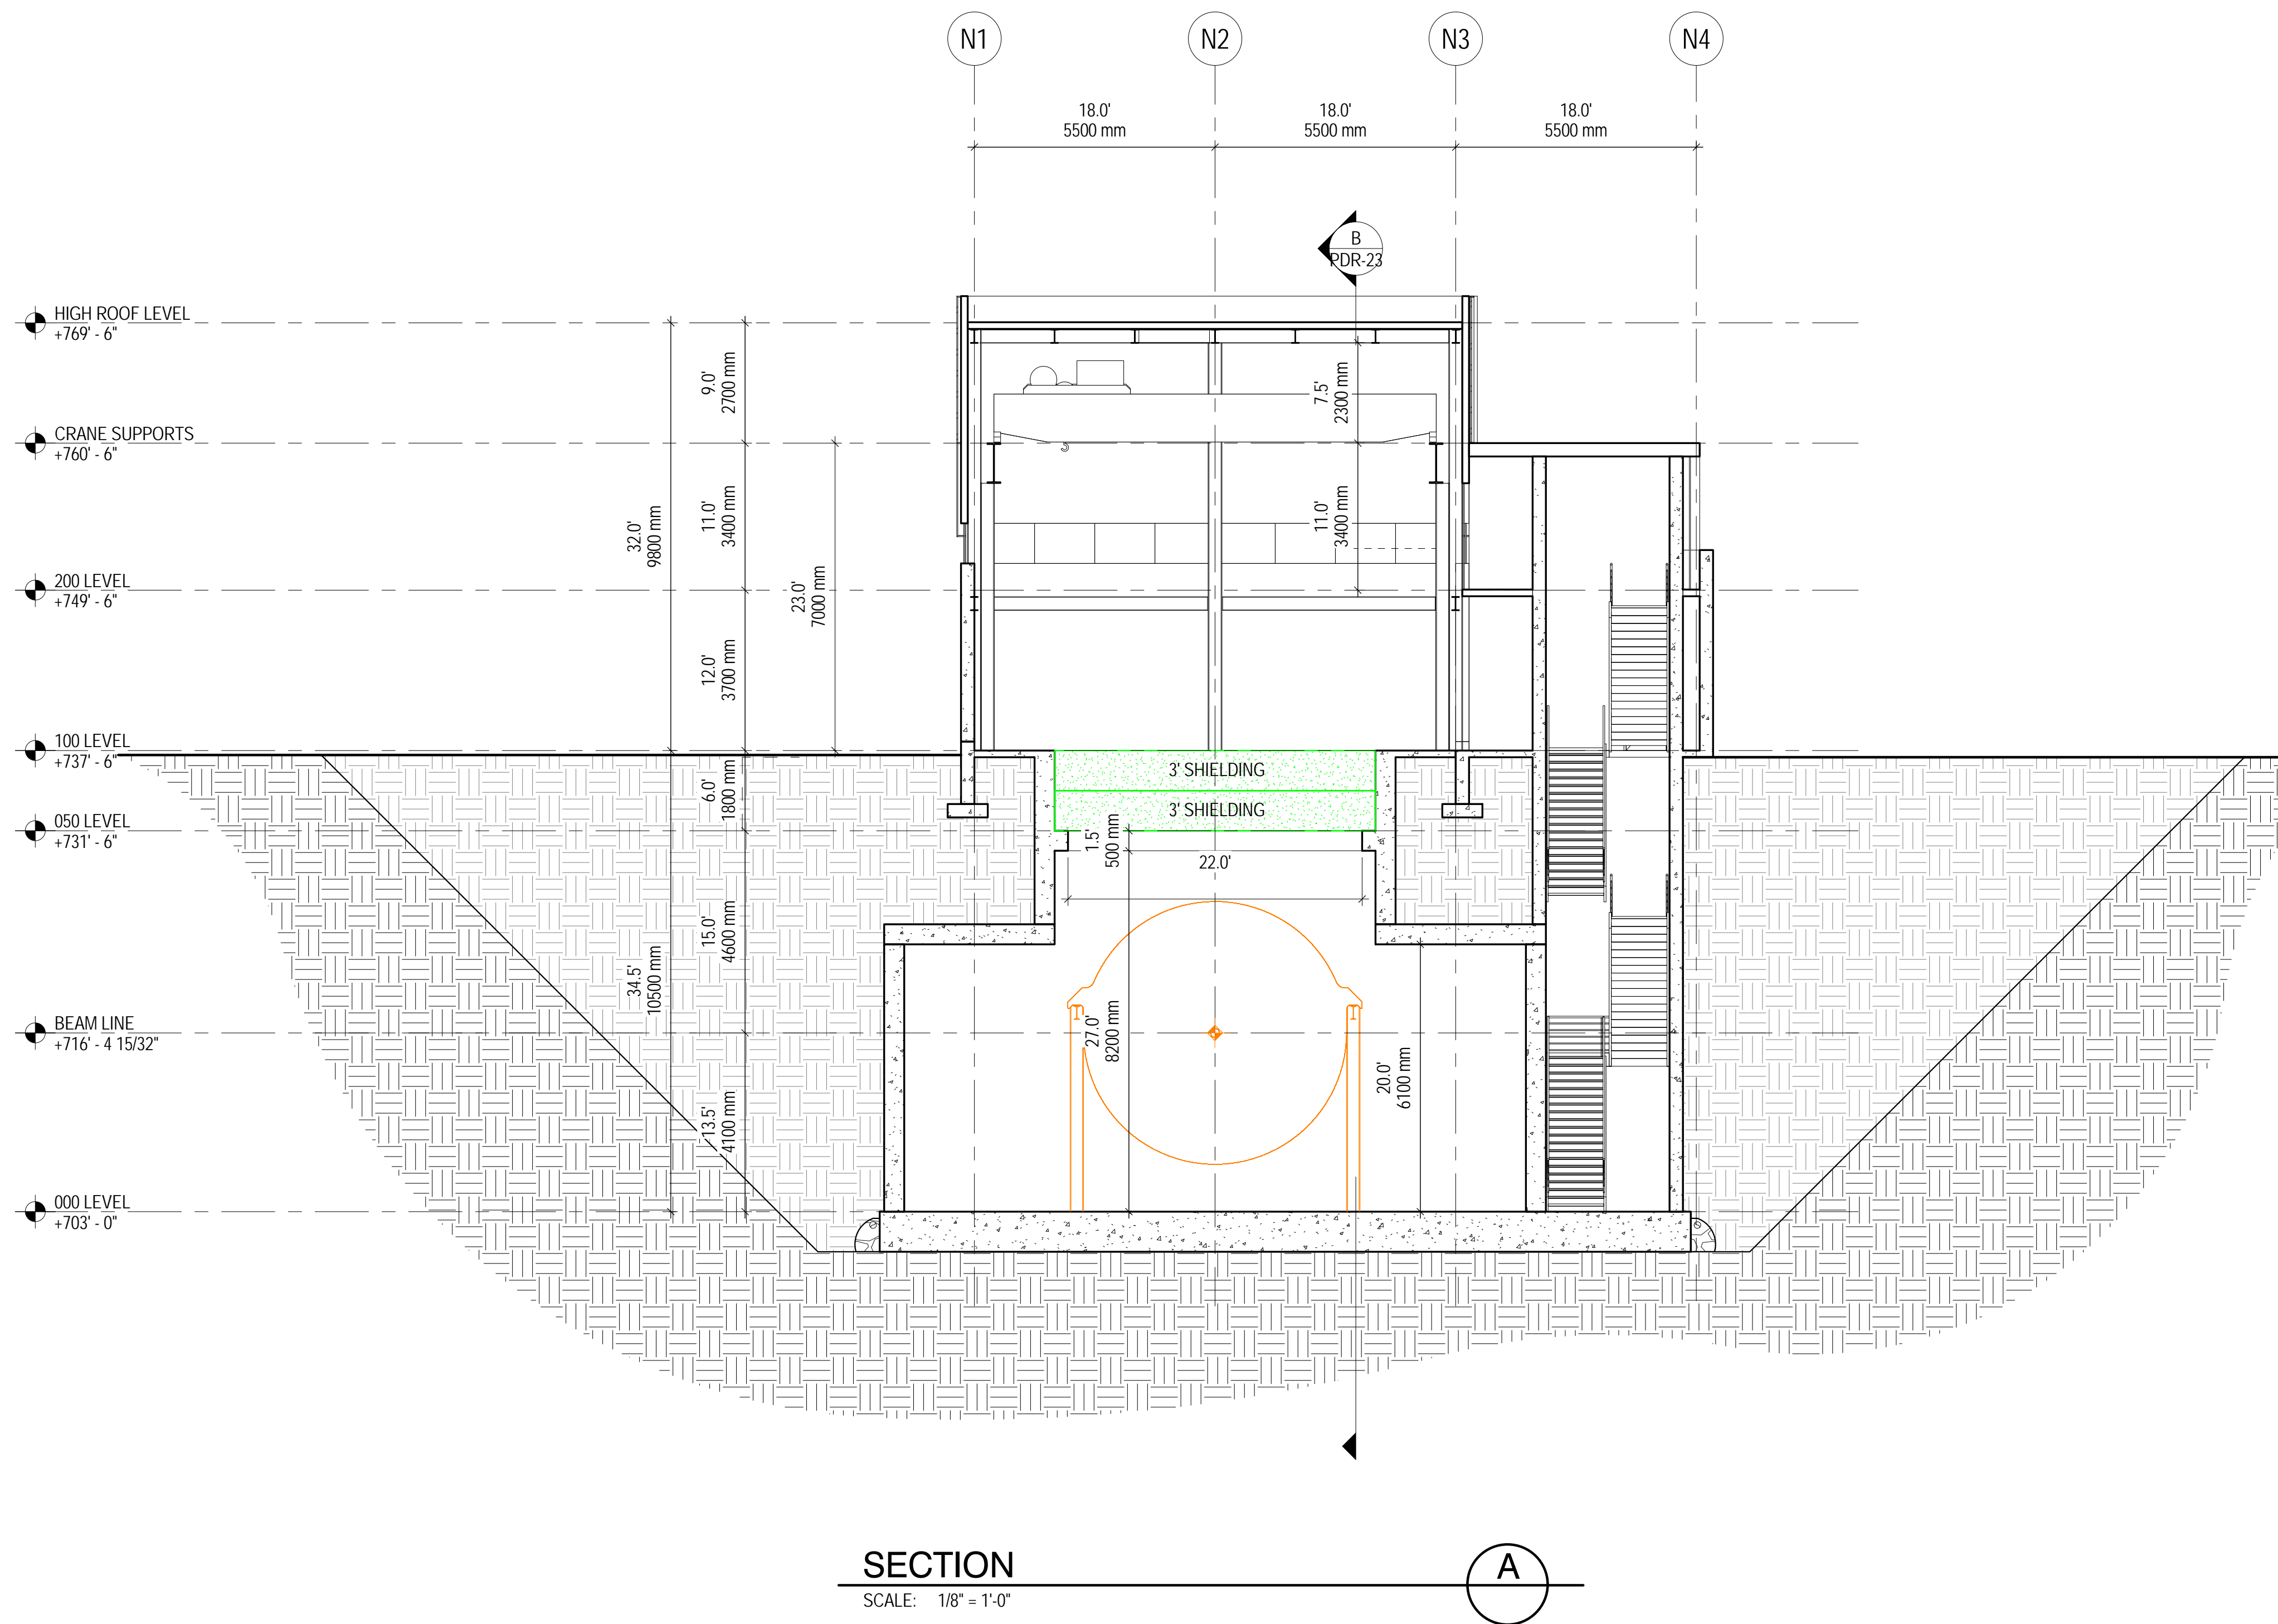 N1
N2
N3
N4
18.0'
5500 mm
18.0'
5500 mm
18.0'
5500 mm
B
PDR-23
HIGH ROOF LEVEL
+769' - 6"
9.0'
2700 mm
7.5'
2300 mm
CRANE SUPPORTS
+760' - 6"
32.0'
9800 mm
11.0'
3400 mm
11.0'
3400 mm
200 LEVEL
+749' - 6"
23.0'
7000 mm
12.0'
3700 mm
100 LEVEL
+737' - 6"
3' SHIELDING
6.0'
1800 mm
3' SHIELDING
050 LEVEL
+731' - 6"
1.5'
500 mm
22.0'
15.0'
4600 mm
34.5'
10500 mm
BEAM LINE
+716' - 4 15/32"
27.0'
8200 mm
20.0'
6100 mm
13.5'
4100 mm
000 LEVEL
+703' - 0"
SECTION
A
SCALE: 1/8" = 1'-0"